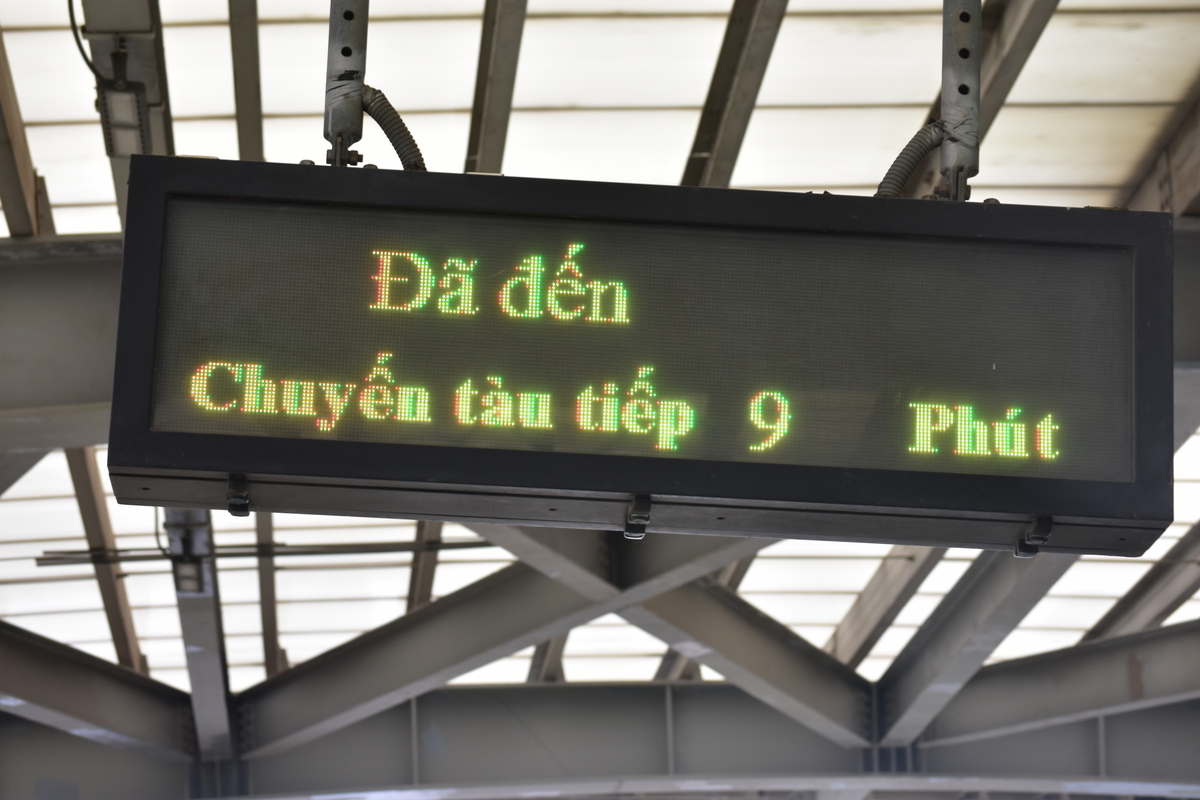 Đã đến
Chuyến tàu tiếp 9 Phút